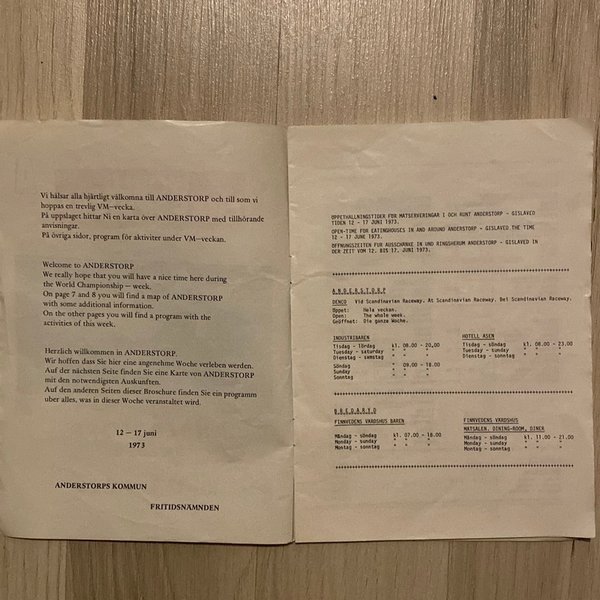 Vi hälsar alla hjärtligt välkomna till ANDERSTORP och till som vi
hoppas en trevlig VM—vecka.
På uppslaget hittar Ni en karta över ANDERSTORP med tillhörande
anvisningar.
På övriga sidor, program för aktiviter under VM—veckan.
Welcome to ANDERSTORP
We really hope that you will have a nice time here during
the World Championship — week.
On page 7 and 8 you will find a map of ANDERSTORP
with some additional information.
On the other pages you will find a program with the
activities of this week.
Herzlich willkommen in ANDERSTORP.
Wir hoffen dass Sie hier eine angenehme Woche verleben werden.
Auf der nächsten Seite finden Sie eine Karte von ANDERSTORP
mit den notwendigsten Auskunften.
Auf den anderen Seiten dieser Broschure finden Sie ein programm
uber alles, was in dieser Woche veranstaltet wird.
12 — 17 juni
1973
ANDERSTORPS KOMMUN
FRITIDSNÄMNDEN
ÖPPETHÅLLNINGSTIDER FÖR MATSERVERINGAR I OCH RUNT ANDERSTORP - GISLAVED
TIDEN 12 - 17 JUNI 1973.
OPEN-TIME FOR EATINGHOUSES IN AND AROUND ANDERSTORP - GISLAVED THE TIME
12 - 17 JUNE 1973.
ÖFFNUNGSZEITEN FÜR AUSSCHÄNKE IN UND RINGSHERUM ANDERSTORP - GISLAVED IN
DER ZEIT VOM 12. BIS 17. JUNI 1973.
ANDERSTORP
DENCO Vid Scandinavian Raceway. At Scandinavian Raceway. Bei Scandinavian Raceway.
Öppet: Hela veckan.
Open: The whole week.
Geöffnet: Die ganze Woche.
INDUSTRIBAREN HOTELL ÅSEN
Tisdag - lördag kl. 08.00 - 20.00 Tisdag - söndag kl. 08.00 - 23.00
Tuesday - saturday " " " Tuesday - sunday " " "
Dienstag - samstag " " " Dienstag - sonntag " " "
Söndag " 09.00 - 18.00
Sunday " " "
Sonntag " " "
BREDARYD
FINNVEDENS VÄRDSHUS BAREN FINNVEDENS VÄRDSHUS
MATSALEN, DINING-ROOM, DINER
Måndag - söndag kl. 07.00 - 18.00 Måndag - söndag kl. 11.00 - 21.00
Monday - sunday " " " Monday - sunday " " "
Montag - sonntag " " " Montag - sonntag " " "